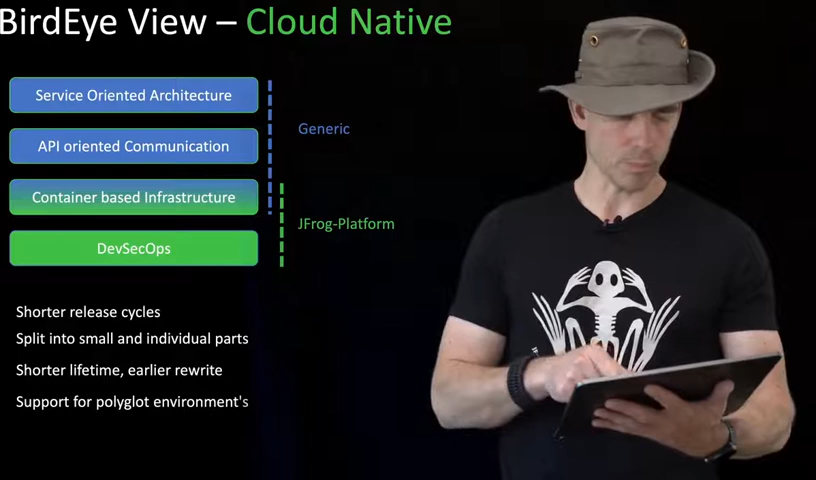 BirdEye View – Cloud Native
Service Oriented Architecture
API oriented Communication
Container based Infrastructure
DevSecOps
Generic
JFrog-Platform
Shorter release cycles
Split into small and individual parts
Shorter lifetime, earlier rewrite
Support for polyglot environment's